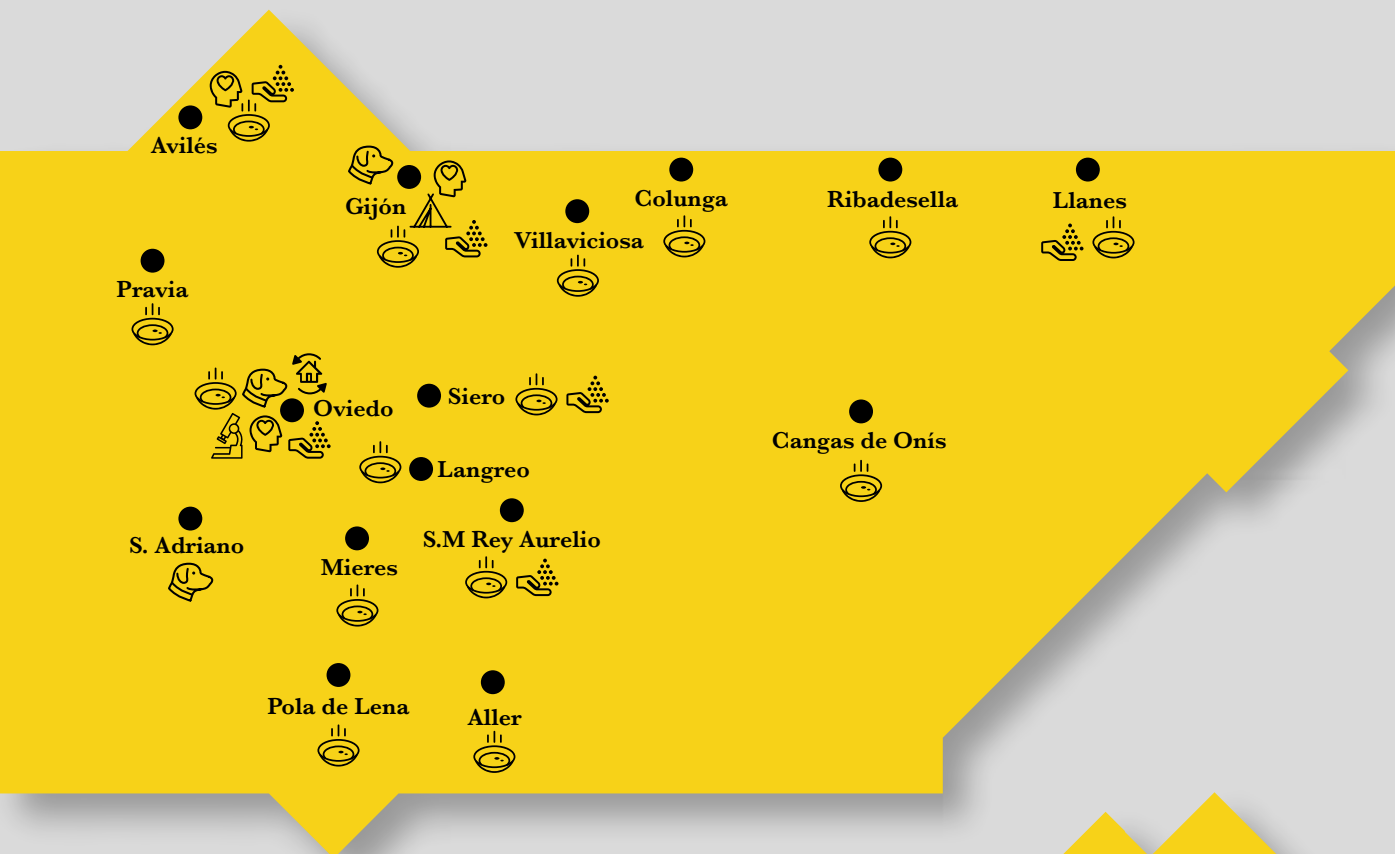 Avilés
Gijón
Colunga
Ribadesella
Llanes
Villaviciosa
Pravia
Siero
Oviedo
Cangas de Onís
Langreo
S. Adriano
S.M Rey Aurelio
Mieres
Pola de Lena
Aller